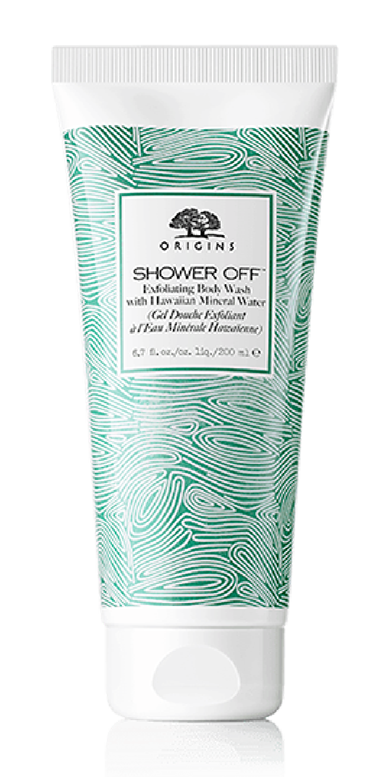 ORIGINS
SHOWER OFF™
Exfoliating Body Wash
with Hawaiian Mineral Water
(Gel Douche Exfoliant
à l'Eau Minérale Hawaïenne)
6.7 fl.oz./oz. liq./200 ml ℮